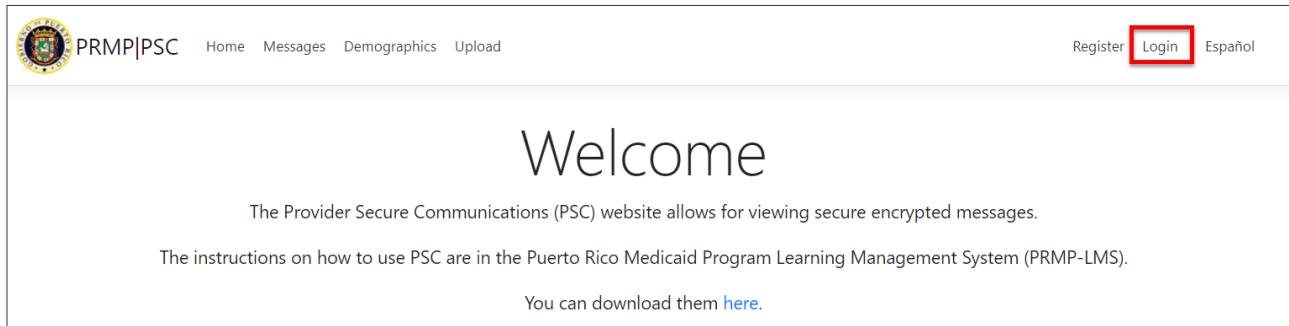 PRMP|PSC Home Messages Demographics Upload Register Login Español
Welcome
The Provider Secure Communications (PSC) website allows for viewing secure encrypted messages.
The instructions on how to use PSC are in the Puerto Rico Medicaid Program Learning Management System (PRMP-LMS).
You can download them here.